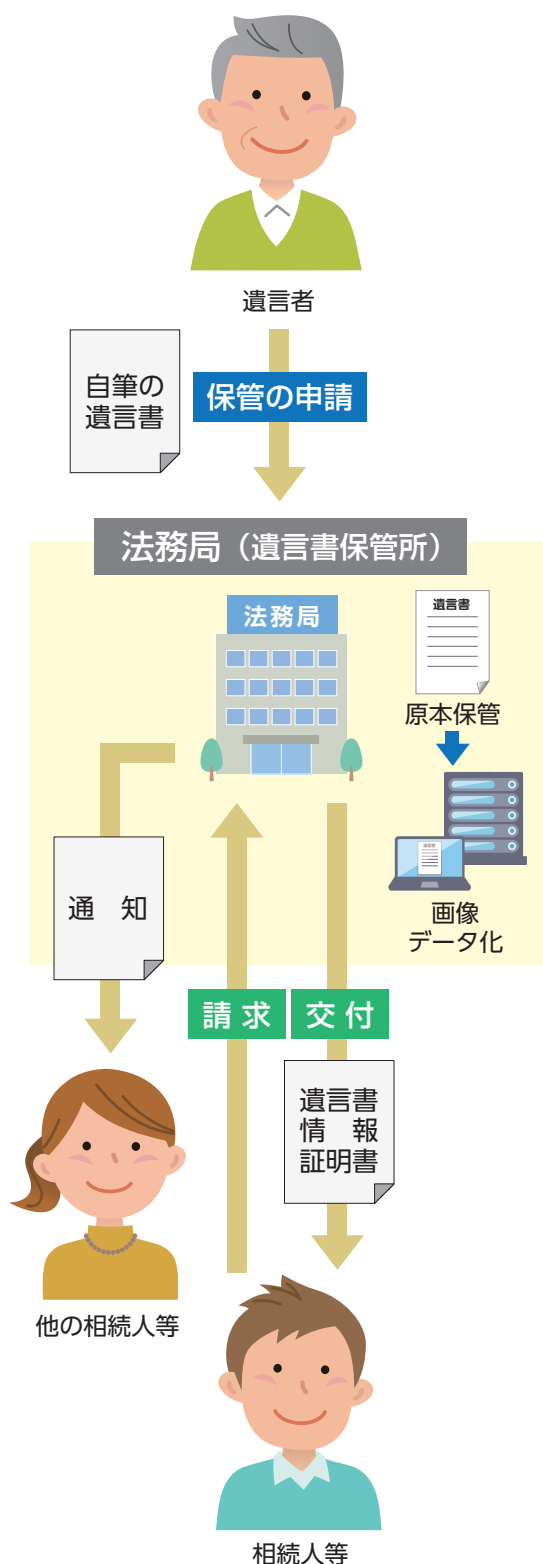 遺言者
自筆の
遺言書
保管の申請
法務局（遺言書保管所）
法務局
遺言書
原本保管
画像
データ化
通 知
請 求
交 付
遺言書
情 報
証明書
他の相続人等
相続人等